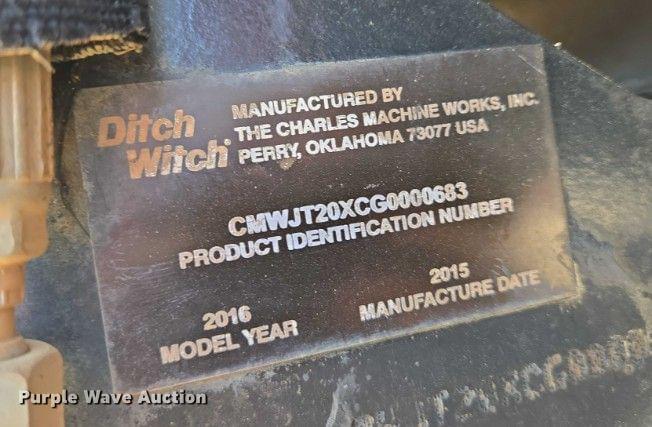 Ditch
Witch®
MANUFACTURED BY
THE CHARLES MACHINE WORKS, INC.
PERRY, OKLAHOMA 73077 USA
CMWJT20XCG0000683
PRODUCT IDENTIFICATION NUMBER
2016
MODEL YEAR
2015
MANUFACTURE DATE
Purple Wave Auction